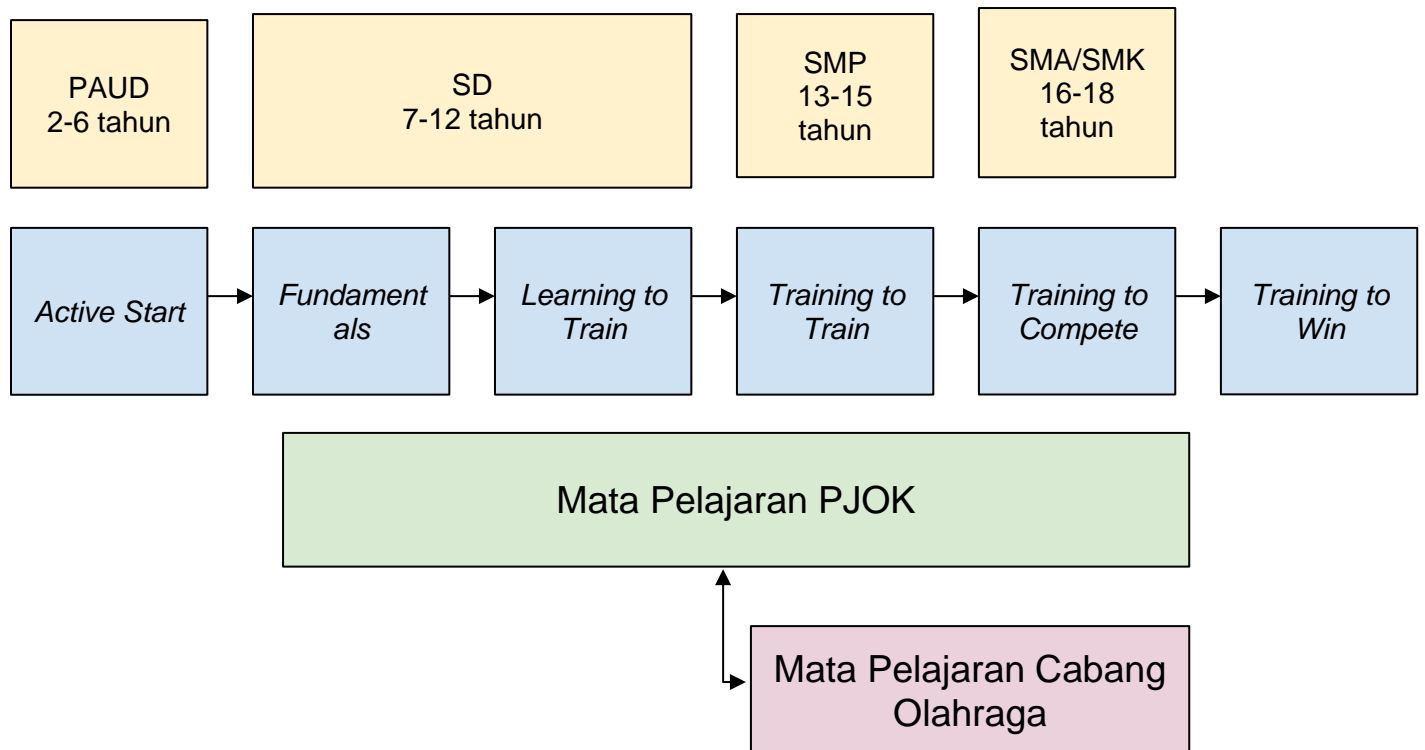 PAUD
2-6 tahun
SD
7-12 tahun
SMP
13-15
tahun
SMA/SMK
16-18
tahun
Active Start
Fundament
als
Learning to
Train
Training to
Train
Training to
Compete
Training to
Win
Mata Pelajaran PJOK
Mata Pelajaran Cabang
Olahraga